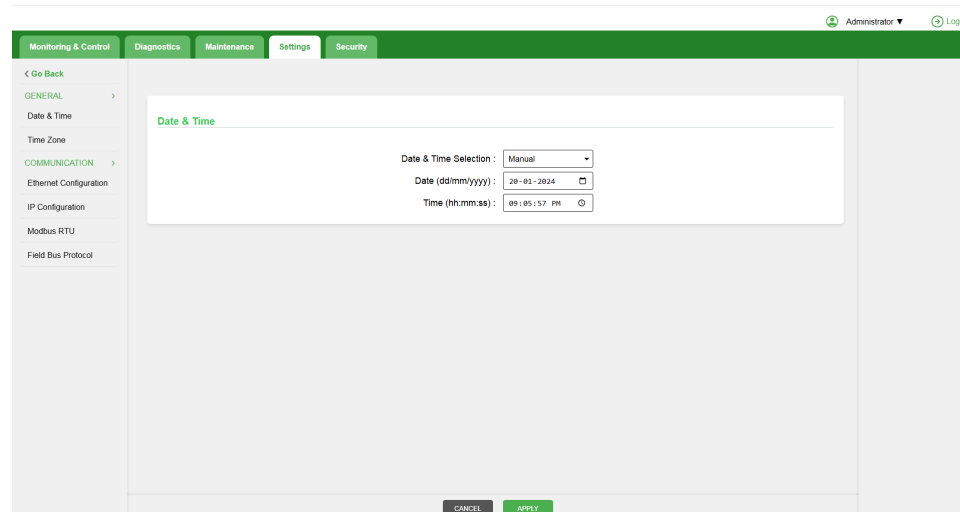 Administrator ▼ Log
Monitoring & Control Diagnostics Maintenance Settings Security
Go Back
GENERAL
Date & Time
Time Zone
COMMUNICATION
Ethernet Configuration
IP Configuration
Modbus RTU
Field Bus Protocol
Date & Time
Date & Time Selection : Manual
Date (dd/mm/yyyy) : 20-01-2024
Time (hh:mm:ss) : 09:05:57 PM
CANCEL APPLY